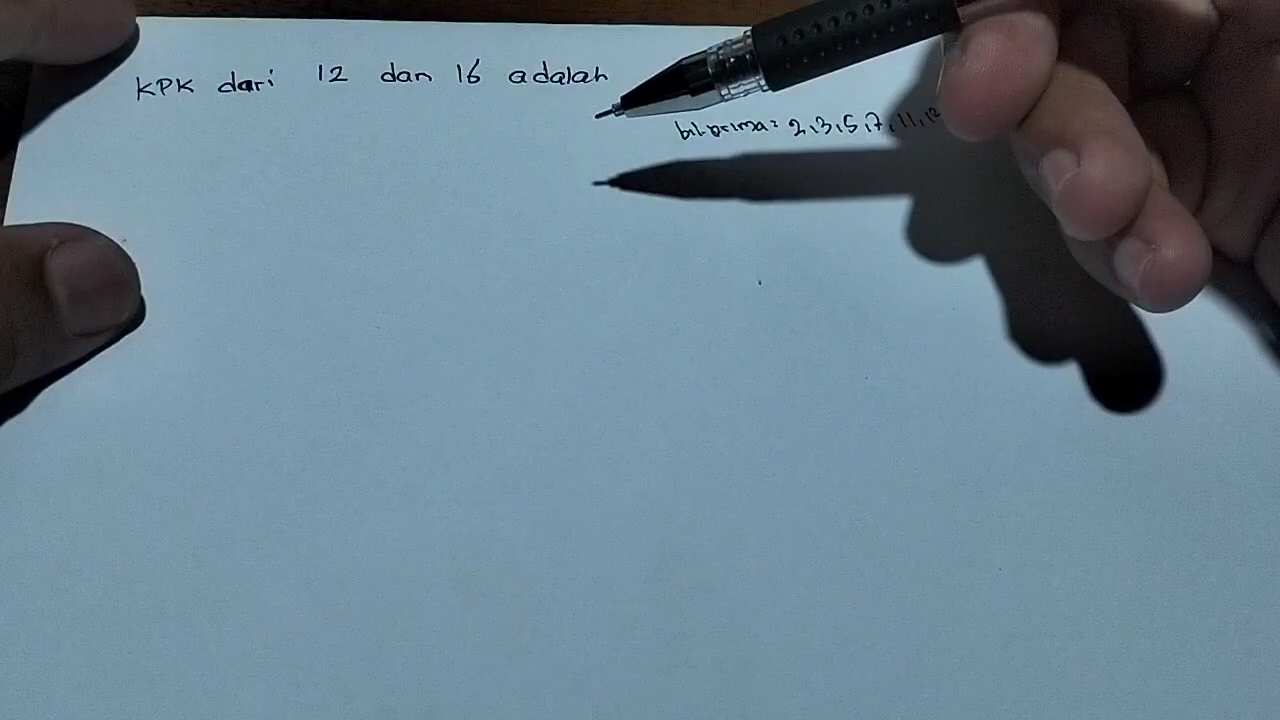 KPK dari 12 dan 16 adalah
bil.prima = 2,3,5,7,11,